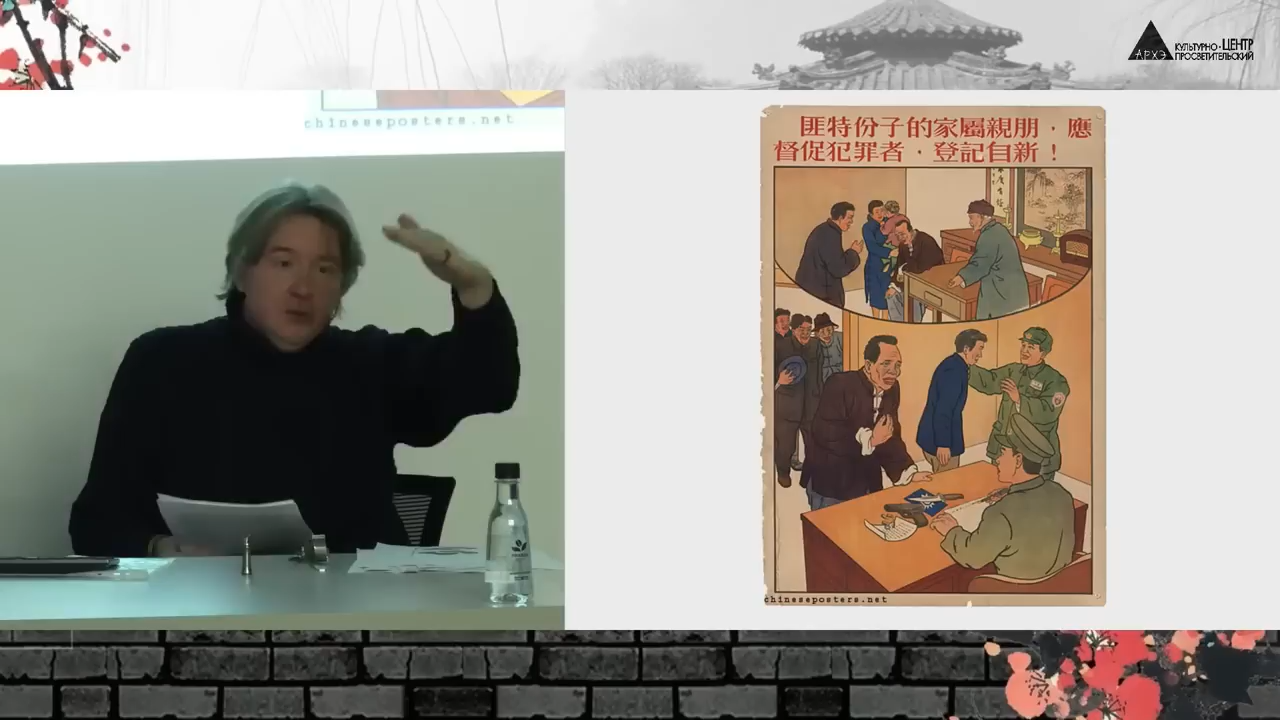 АРХЭ
КУЛЬТУРНО-ЦЕНТР
ПРОСВЕТИТЕЛЬСКИЙ
chineseposters.net
匪特份子的家屬親朋，應
督促犯罪者，登記自新！
chineseposters.net